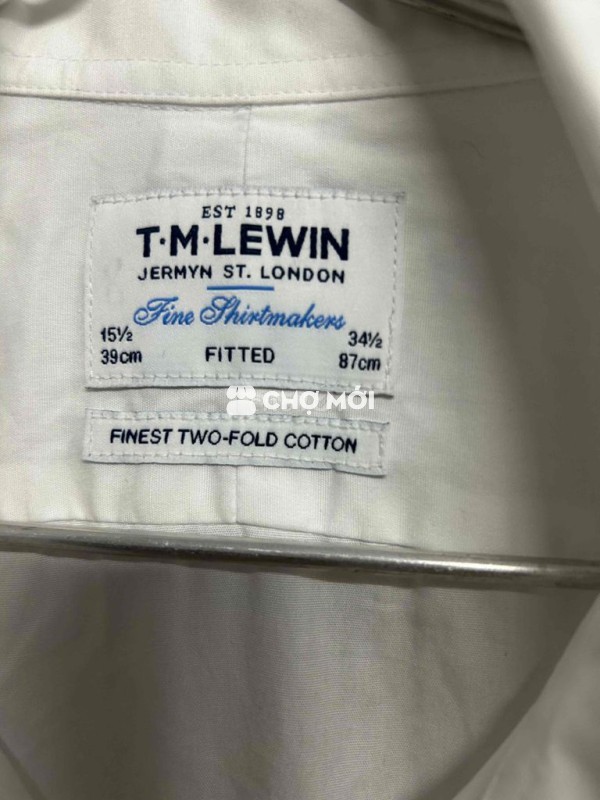 EST 1898
T·M·LEWIN
JERMYN ST. LONDON
Fine Shirtmakers
15½ 34½
39cm FITTED 87cm
CHỢ MỚI
FINEST TWO-FOLD COTTON